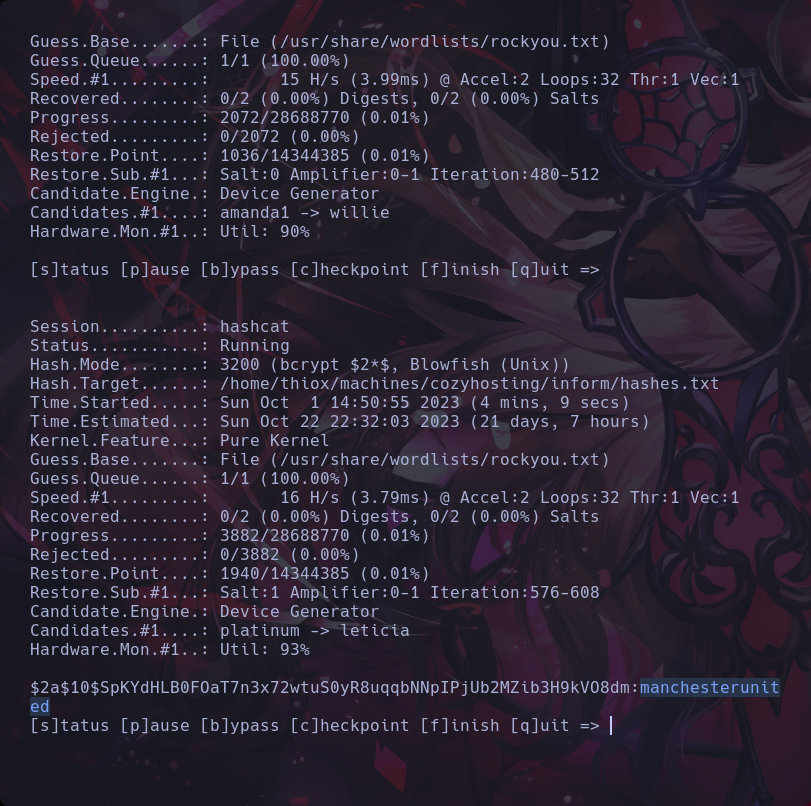 Guess.Base.......: File (/usr/share/wordlists/rockyou.txt)
Guess.Queue......: 1/1 (100.00%)
Speed.#1.........:       15 H/s (3.99ms) @ Accel:2 Loops:32 Thr:1 Vec:1
Recovered........: 0/2 (0.00%) Digests, 0/2 (0.00%) Salts
Progress.........: 2072/28688770 (0.01%)
Rejected.........: 0/2072 (0.00%)
Restore.Point....: 1036/14344385 (0.01%)
Restore.Sub.#1...: Salt:0 Amplifier:0-1 Iteration:480-512
Candidate.Engine.: Device Generator
Candidates.#1....: amanda1 -> willie
Hardware.Mon.#1..: Util: 90%
[s]tatus [p]ause [b]ypass [c]heckpoint [f]inish [q]uit =>
Session..........: hashcat
Status...........: Running
Hash.Mode........: 3200 (bcrypt $2*$, Blowfish (Unix))
Hash.Target......: /home/thiox/machines/cozyhosting/inform/hashes.txt
Time.Started.....: Sun Oct  1 14:50:55 2023 (4 mins, 9 secs)
Time.Estimated...: Sun Oct 22 22:32:03 2023 (21 days, 7 hours)
Kernel.Feature...: Pure Kernel
Guess.Base.......: File (/usr/share/wordlists/rockyou.txt)
Guess.Queue......: 1/1 (100.00%)
Speed.#1.........:       16 H/s (3.79ms) @ Accel:2 Loops:32 Thr:1 Vec:1
Recovered........: 0/2 (0.00%) Digests, 0/2 (0.00%) Salts
Progress.........: 3882/28688770 (0.01%)
Rejected.........: 0/3882 (0.00%)
Restore.Point....: 1940/14344385 (0.01%)
Restore.Sub.#1...: Salt:1 Amplifier:0-1 Iteration:576-608
Candidate.Engine.: Device Generator
Candidates.#1....: platinum -> leticia
Hardware.Mon.#1..: Util: 93%
$2a$10$SpKYdHLB0FOaT7n3x72wtuS0yR8uqqbNNpIPjUb2MZib3H9kVO8dm:manchesterunit
ed
[s]tatus [p]ause [b]ypass [c]heckpoint [f]inish [q]uit =>